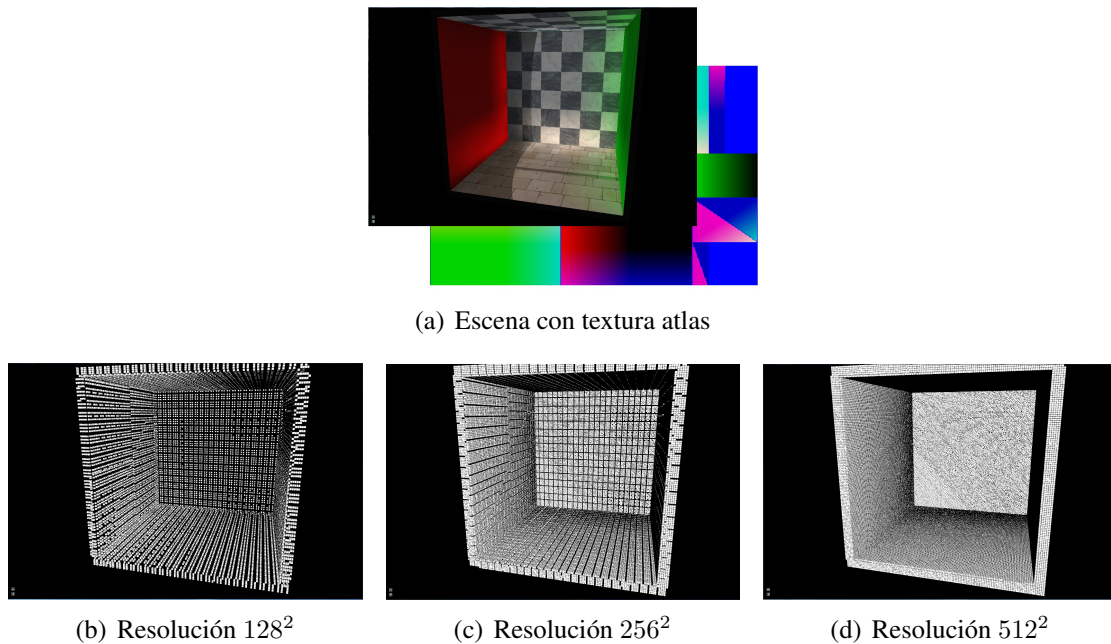 (a) Escena con textura atlas
(b) Resolución 128²
(c) Resolución 256²
(d) Resolución 512²